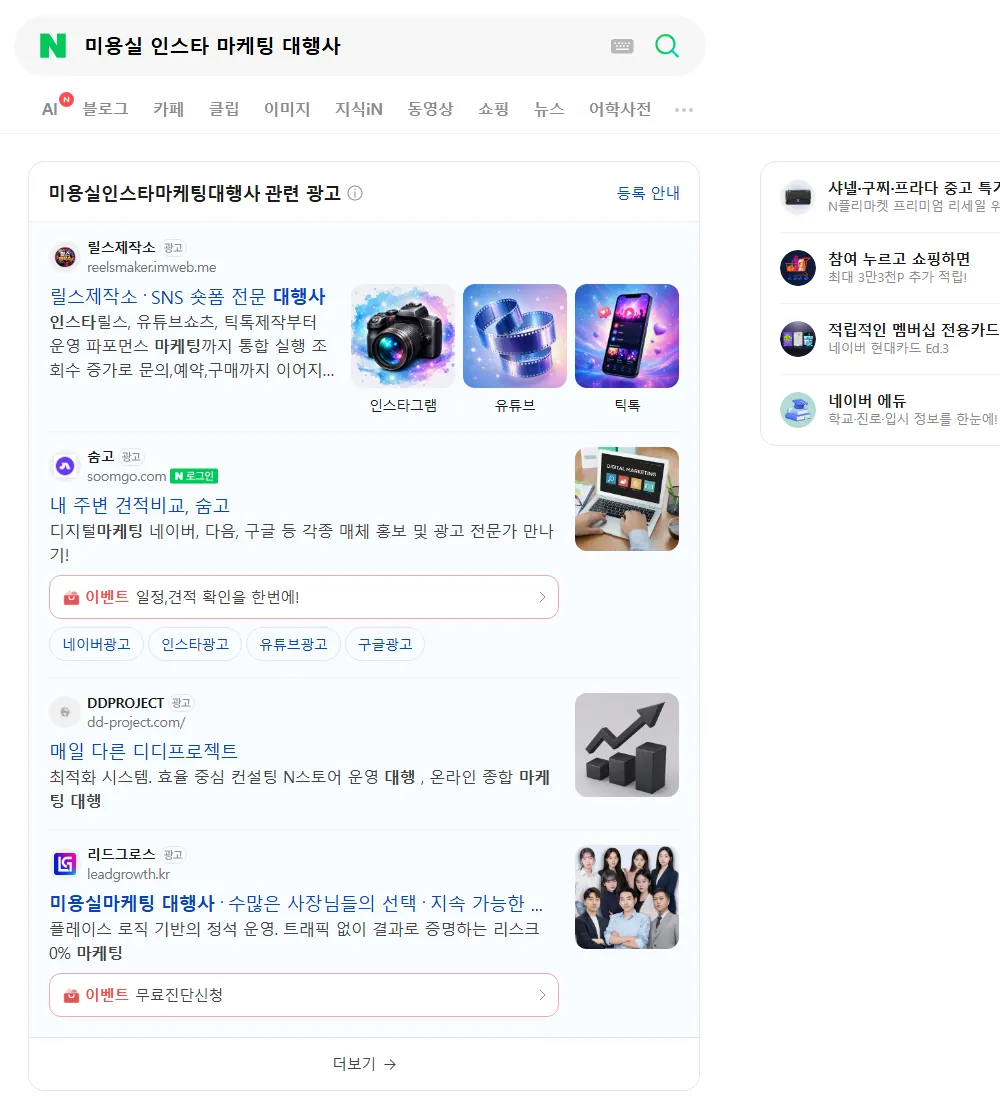 N 미용실 인스타 마케팅 대행사
AI N 블로그 카페 클립 이미지 지식iN 동영상 쇼핑 뉴스 어학사전
미용실인스타마케팅대행사 관련 광고 등록 안내
릴스제작소 광고
reelsmaker.imweb.me
릴스제작소 · SNS 숏폼 전문 대행사
인스타릴스, 유튜브쇼츠, 틱톡제작부터
운영 파포먼스 마케팅까지 통합 실행 조
회수 증가로 문의,예약,구매까지 이어지...
인스타그램 유튜브 틱톡
숨고 광고
soomgo.com N 로그인
내 주변 견적비교, 숨고
디지털마케팅 네이버, 다음, 구글 등 각종 매체 홍보 및 광고 전문가 만나
기!
DIGITAL MARKETING
이벤트 일정,견적 확인을 한번에!
네이버광고 인스타광고 유튜브광고 구글광고
DDPROJECT 광고
dd-project.com/
매일 다른 디디프로젝트
최적화 시스템. 효율 중심 컨설팅 N스토어 운영 대행 , 온라인 종합 마케
팅 대행
리드그로스 광고
leadgrowth.kr
미용실마케팅 대행사 · 수많은 사장님들의 선택 · 지속 가능한 ...
플레이스 로직 기반의 정석 운영. 트래픽 없이 결과로 증명하는 리스크
0% 마케팅
이벤트 무료진단신청
더보기 →
샤넬·구찌·프라다 중고 특가
N플리마켓 프리미엄 리세일 위
참여 누르고 쇼핑하면
최대 3만3천P 추가 적립!
적립적인 멤버십 전용카드
네이버 현대카드 Ed.3
네이버 에듀
학교·진로·입시 정보를 한눈에!